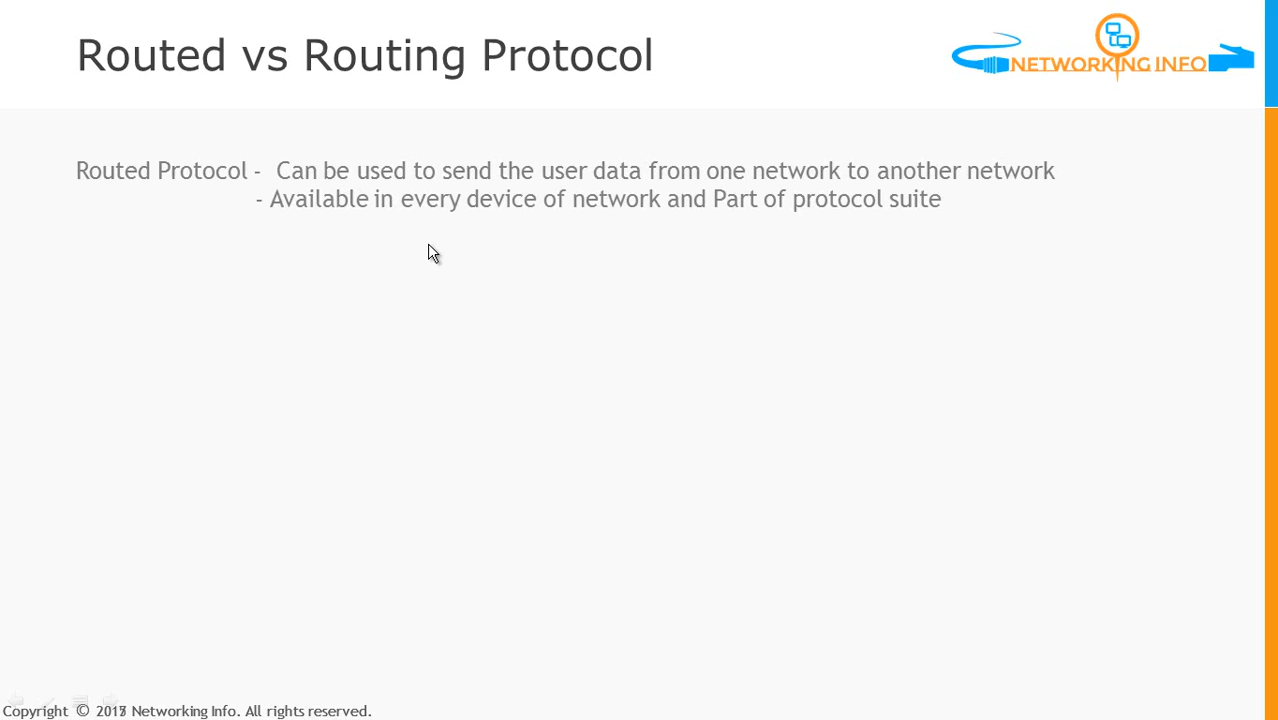 Routed vs Routing Protocol
NETWORKING INFO
Routed Protocol - Can be used to send the user data from one network to another network
- Available in every device of network and Part of protocol suite
Copyright © Networking Info. All rights reserved.